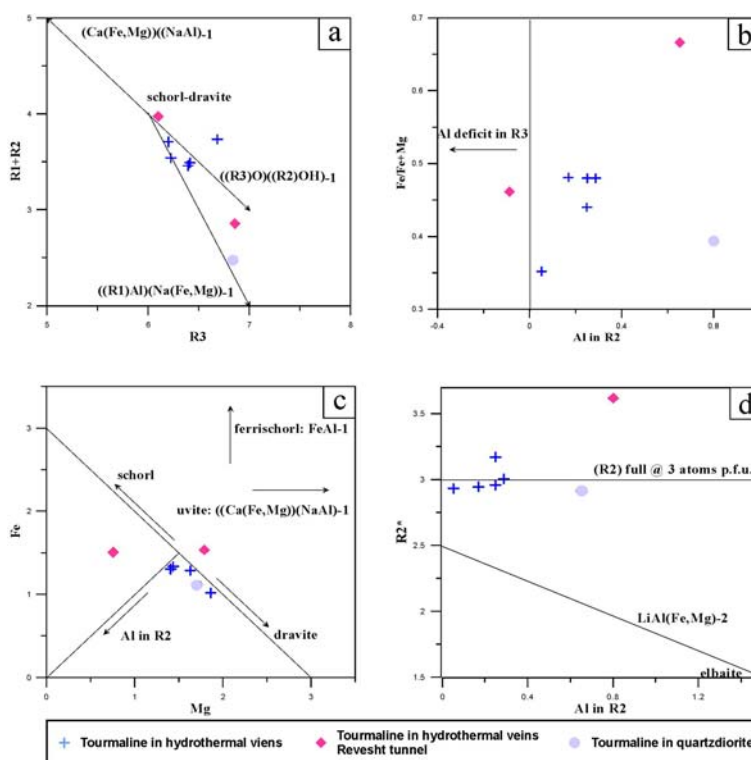 a
(Ca(Fe,Mg))((NaAl)-1
schorl-dravite
((R3)O)((R2)OH)-1
((R1)Al)(Na(Fe,Mg))-1
R1+R2
5
4
3
2
5
6
7
8
R3
b
Al deficit in R3
Fe/Fe+Mg
0.7
0.6
0.5
0.4
0.3
-0.4
0
0.4
0.8
Al in R2
c
ferrischorl: FeAl-1
schorl
uvite: ((Ca(Fe,Mg))(NaAl)-1
Al in R2
dravite
Fe
3
2
1
0
0
1
2
3
Mg
d
(R2) full @ 3 atoms p.f.u.
LiAl(Fe,Mg)-2
elbaite
R2*
3.5
3
2.5
2
1.5
0
0.4
0.8
1.2
Al in R2
Tourmaline in hydrothermal viens
Tourmaline in hydrothermal veins
Revesht tunnel
Tourmaline in quartzdiorite